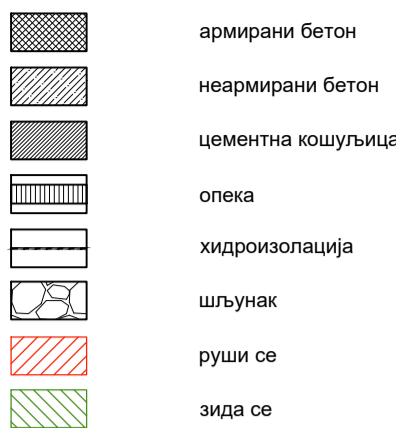 армирани бетон
неармирани бетон
цементна кошуљица
опека
хидроизолација
шљунак
руши се
зида се